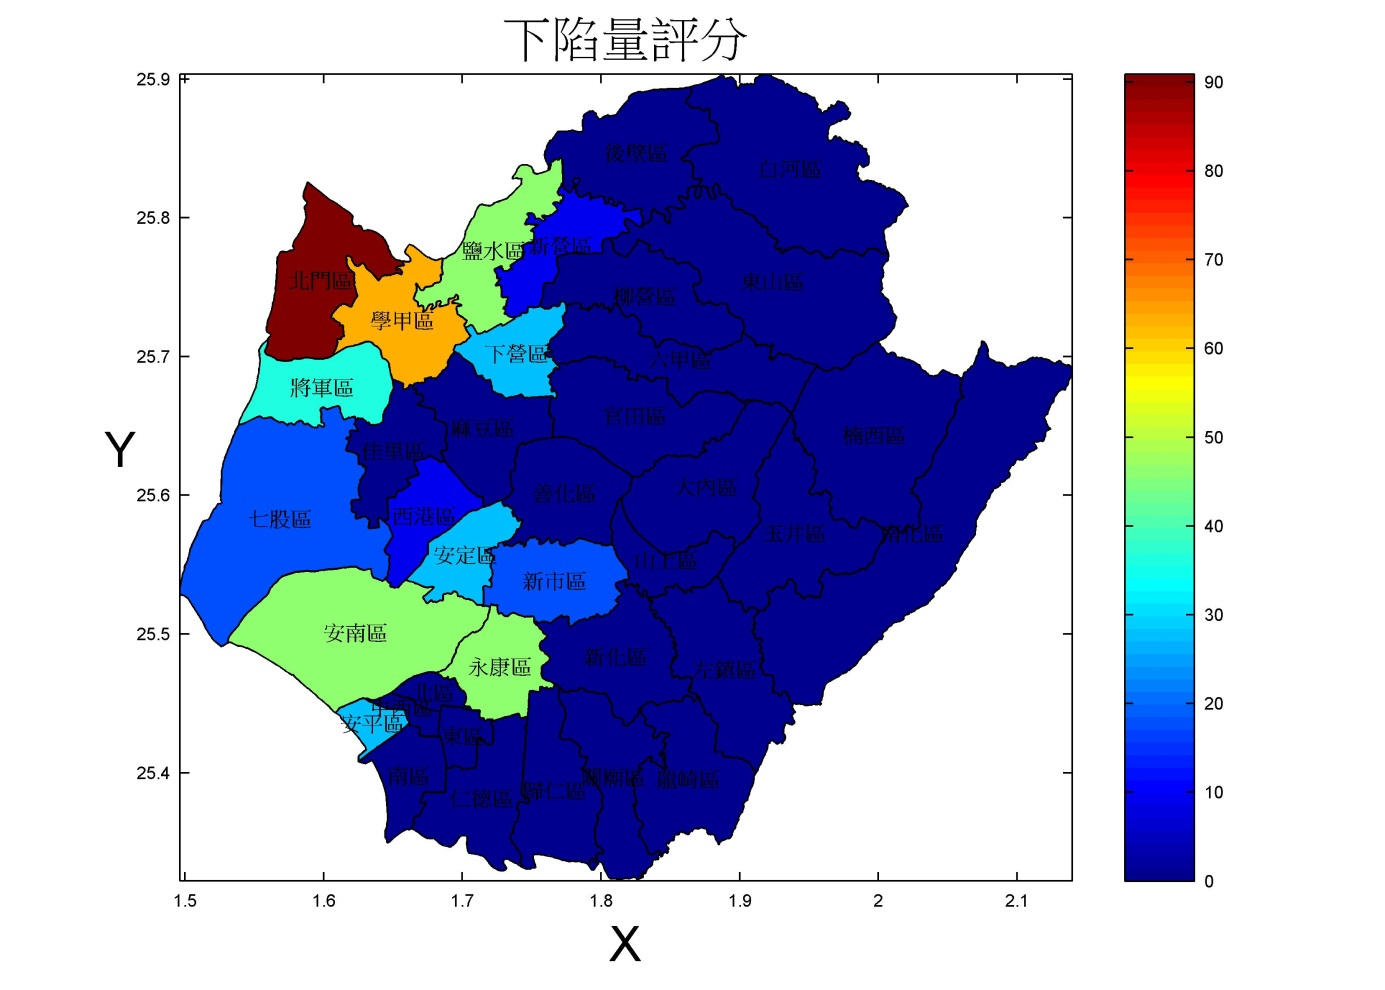 下陷量評分
25.9
25.8
25.7
25.6
25.5
25.4
Y
1.5 1.6 1.7 1.8 1.9 2 2.1
X
90
80
70
60
50
40
30
20
10
0
後壁區
白河區
鹽水區
新營區
北門區
東山區
柳營區
學甲區
下營區
六甲區
將軍區
官田區
麻豆區
楠西區
佳里區
大內區
善化區
西港區
七股區
玉井區
南化區
安定區
山上區
新市區
安南區
新化區
永康區
左鎮區
北區
中西區
安平區
東區
南區
關廟區
龍崎區
歸仁區
仁德區